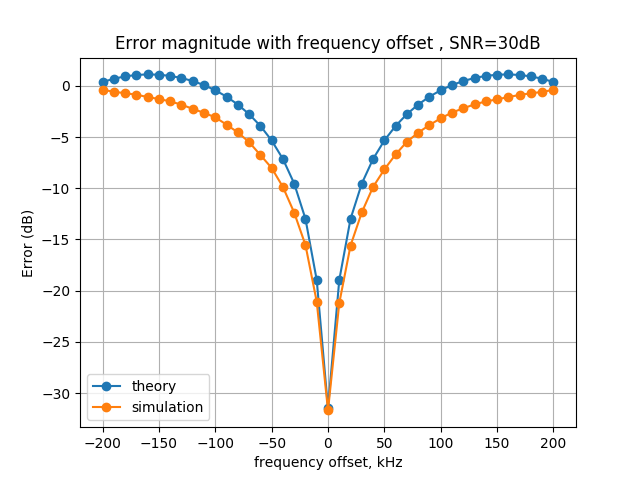 Error magnitude with frequency offset , SNR=30dB
0
−5
−10
−15
−20
−25
−30
Error (dB)
theory
simulation
−200 −150 −100 −50 0 50 100 150 200
frequency offset, kHz